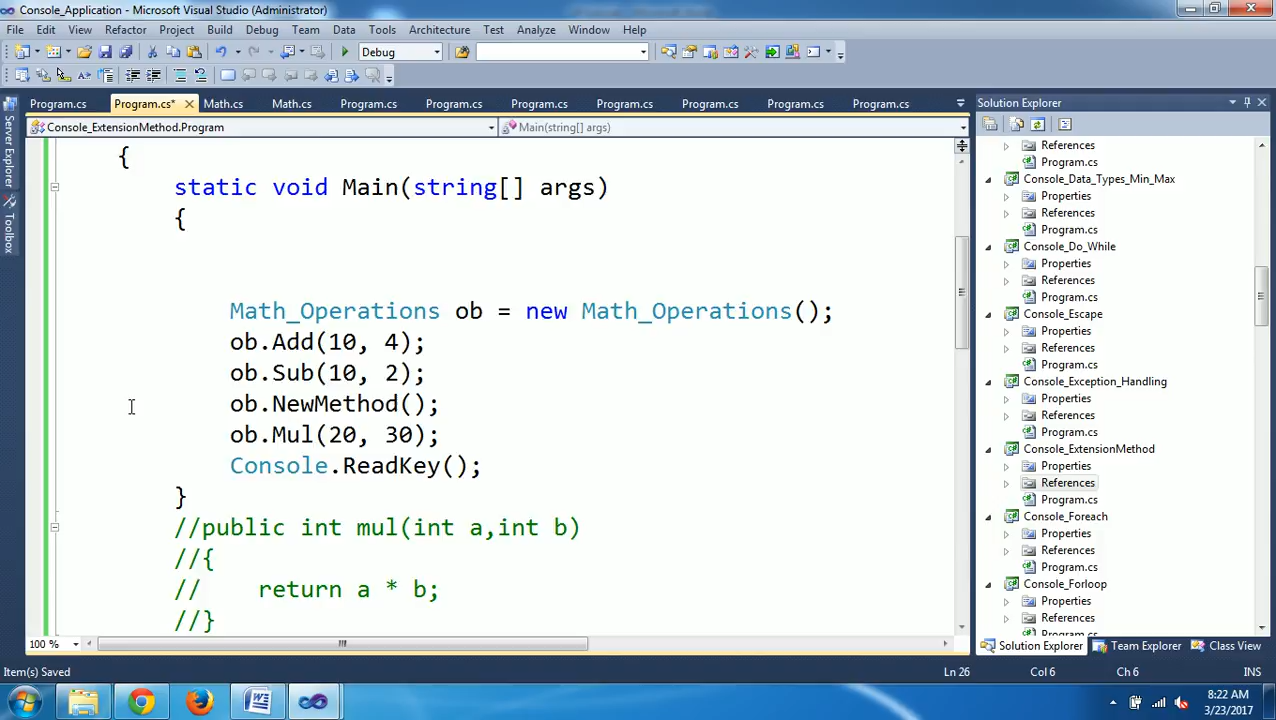 Console_Application - Microsoft Visual Studio (Administrator)
File Edit View Refactor Project Build Debug Team Data Tools Architecture Test Analyze Window Help
Debug
Program.cs Program.cs* Math.cs Math.cs Program.cs Program.cs Program.cs Program.cs Program.cs Program.cs Program.cs
Console_ExtensionMethod.Program Main(string[] args)
{
static void Main(string[] args)
{
Math_Operations ob = new Math_Operations();
ob.Add(10, 4);
ob.Sub(10, 2);
ob.NewMethod();
ob.Mul(20, 30);
Console.ReadKey();
}
//public int mul(int a,int b)
//{
//    return a * b;
//}
100 %
Server Explorer
Toolbox
Solution Explorer
References
Program.cs
Console_Data_Types_Min_Max
Properties
References
Program.cs
Console_Do_While
Properties
References
Program.cs
Console_Escape
Properties
References
Program.cs
Console_Exception_Handling
Properties
References
Program.cs
Console_ExtensionMethod
Properties
References
Program.cs
Console_Foreach
Properties
References
Program.cs
Console_Forloop
Properties
References
Program.cs
Solution Explorer Team Explorer Class View
Item(s) Saved Ln 26 Col 6 Ch 6 INS
8:22 AM
3/23/2017